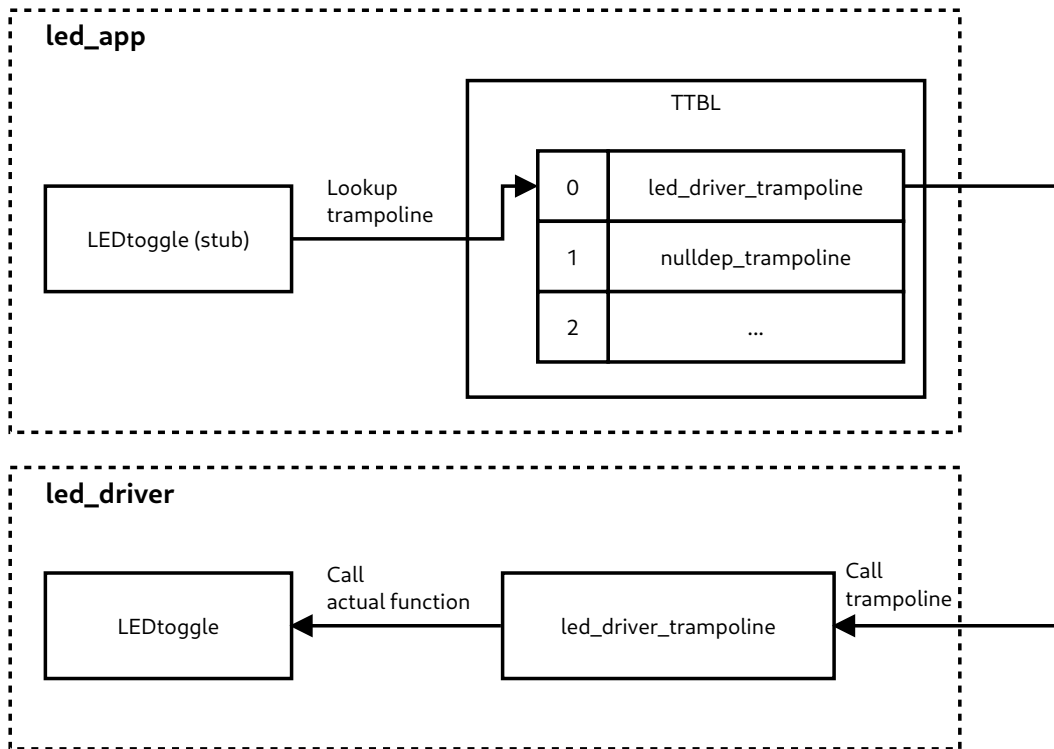 led_app
TTBL
LEDtoggle (stub)
Lookup
trampoline
0
led_driver_trampoline
1
nulldep_trampoline
2
...
led_driver
LEDtoggle
Call
actual function
led_driver_trampoline
Call
trampoline